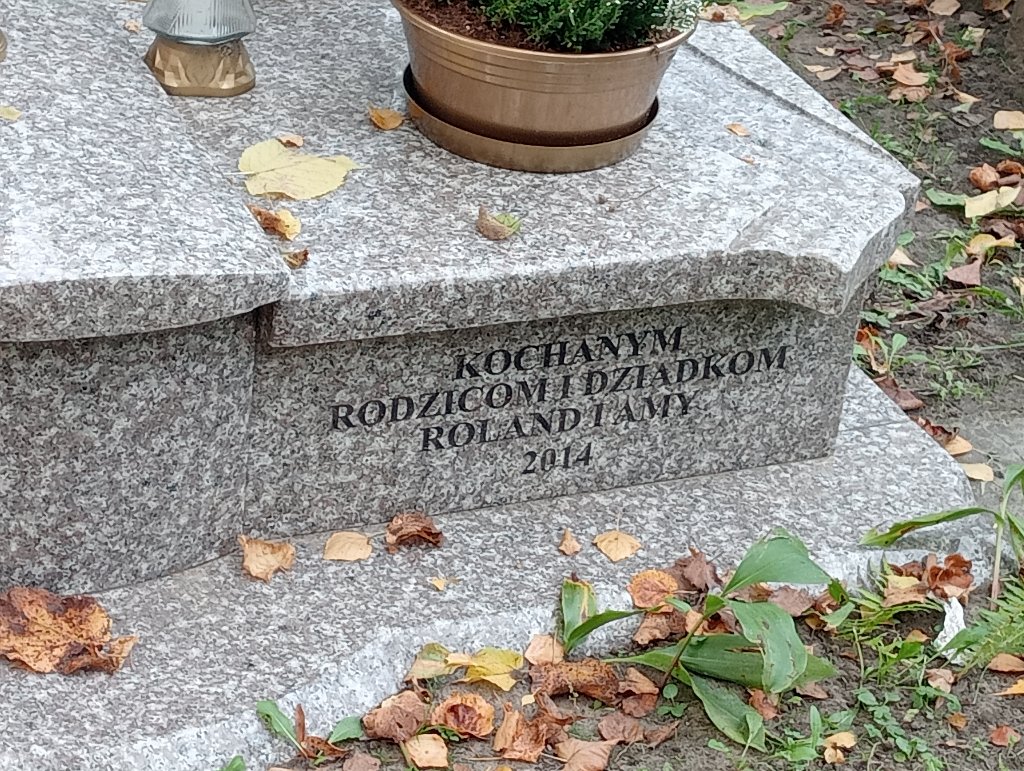 KOCHANYM
RODZICOM I DZIADKOM
ROLAND I AMY
2014